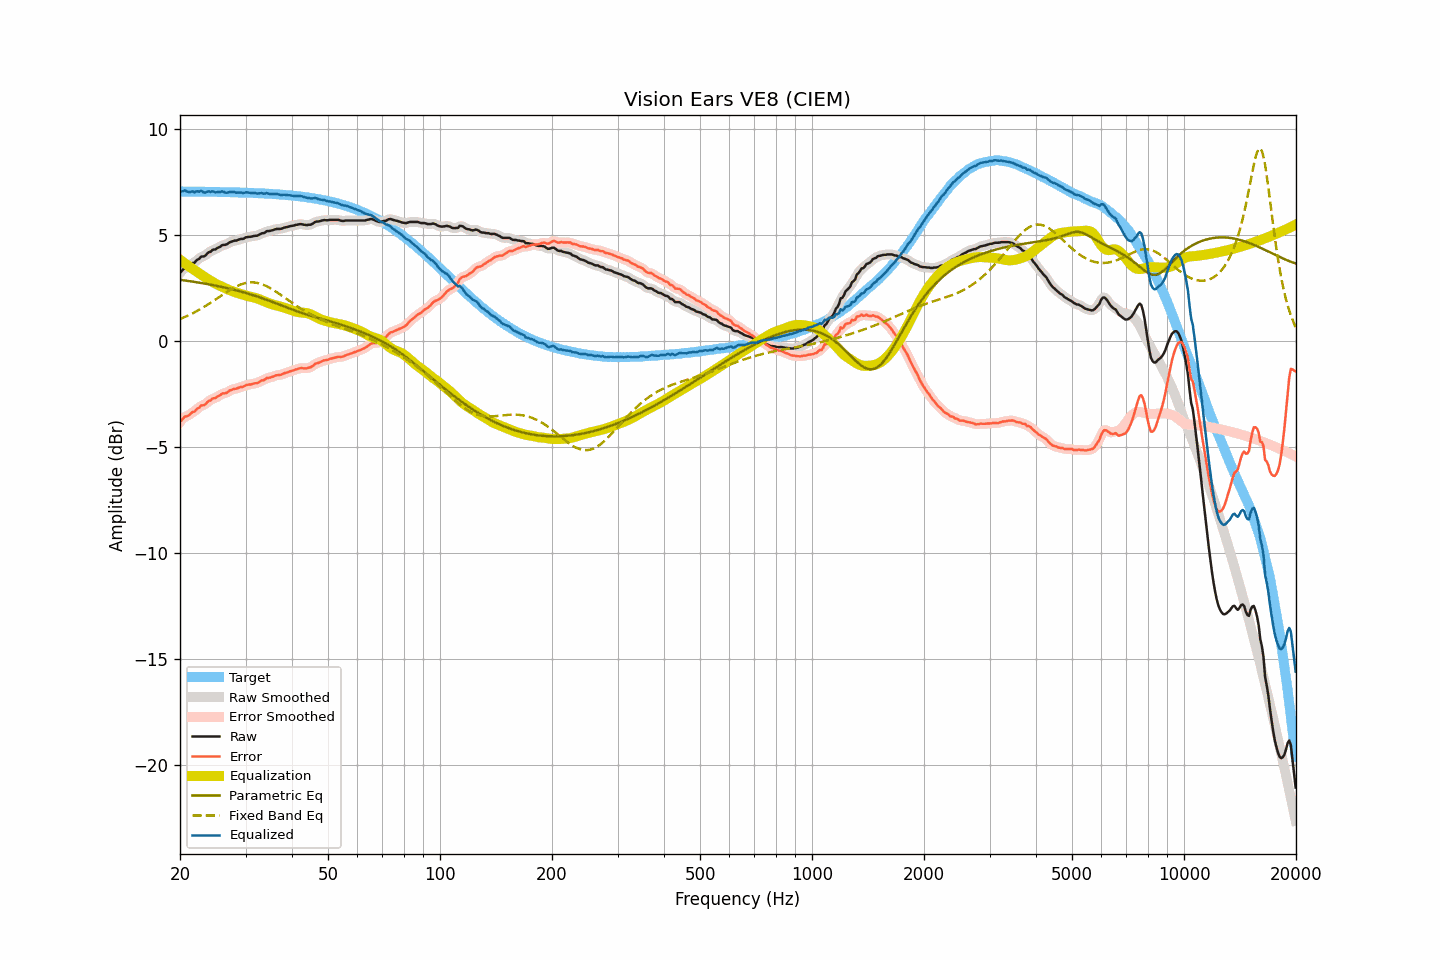 Vision Ears VE8 (CIEM)
10
5
0
−5
−10
−15
−20
Amplitude (dBr)
Target
Raw Smoothed
Error Smoothed
Raw
Error
Equalization
Parametric Eq
Fixed Band Eq
Equalized
20 50 100 200 500 1000 2000 5000 10000 20000
Frequency (Hz)